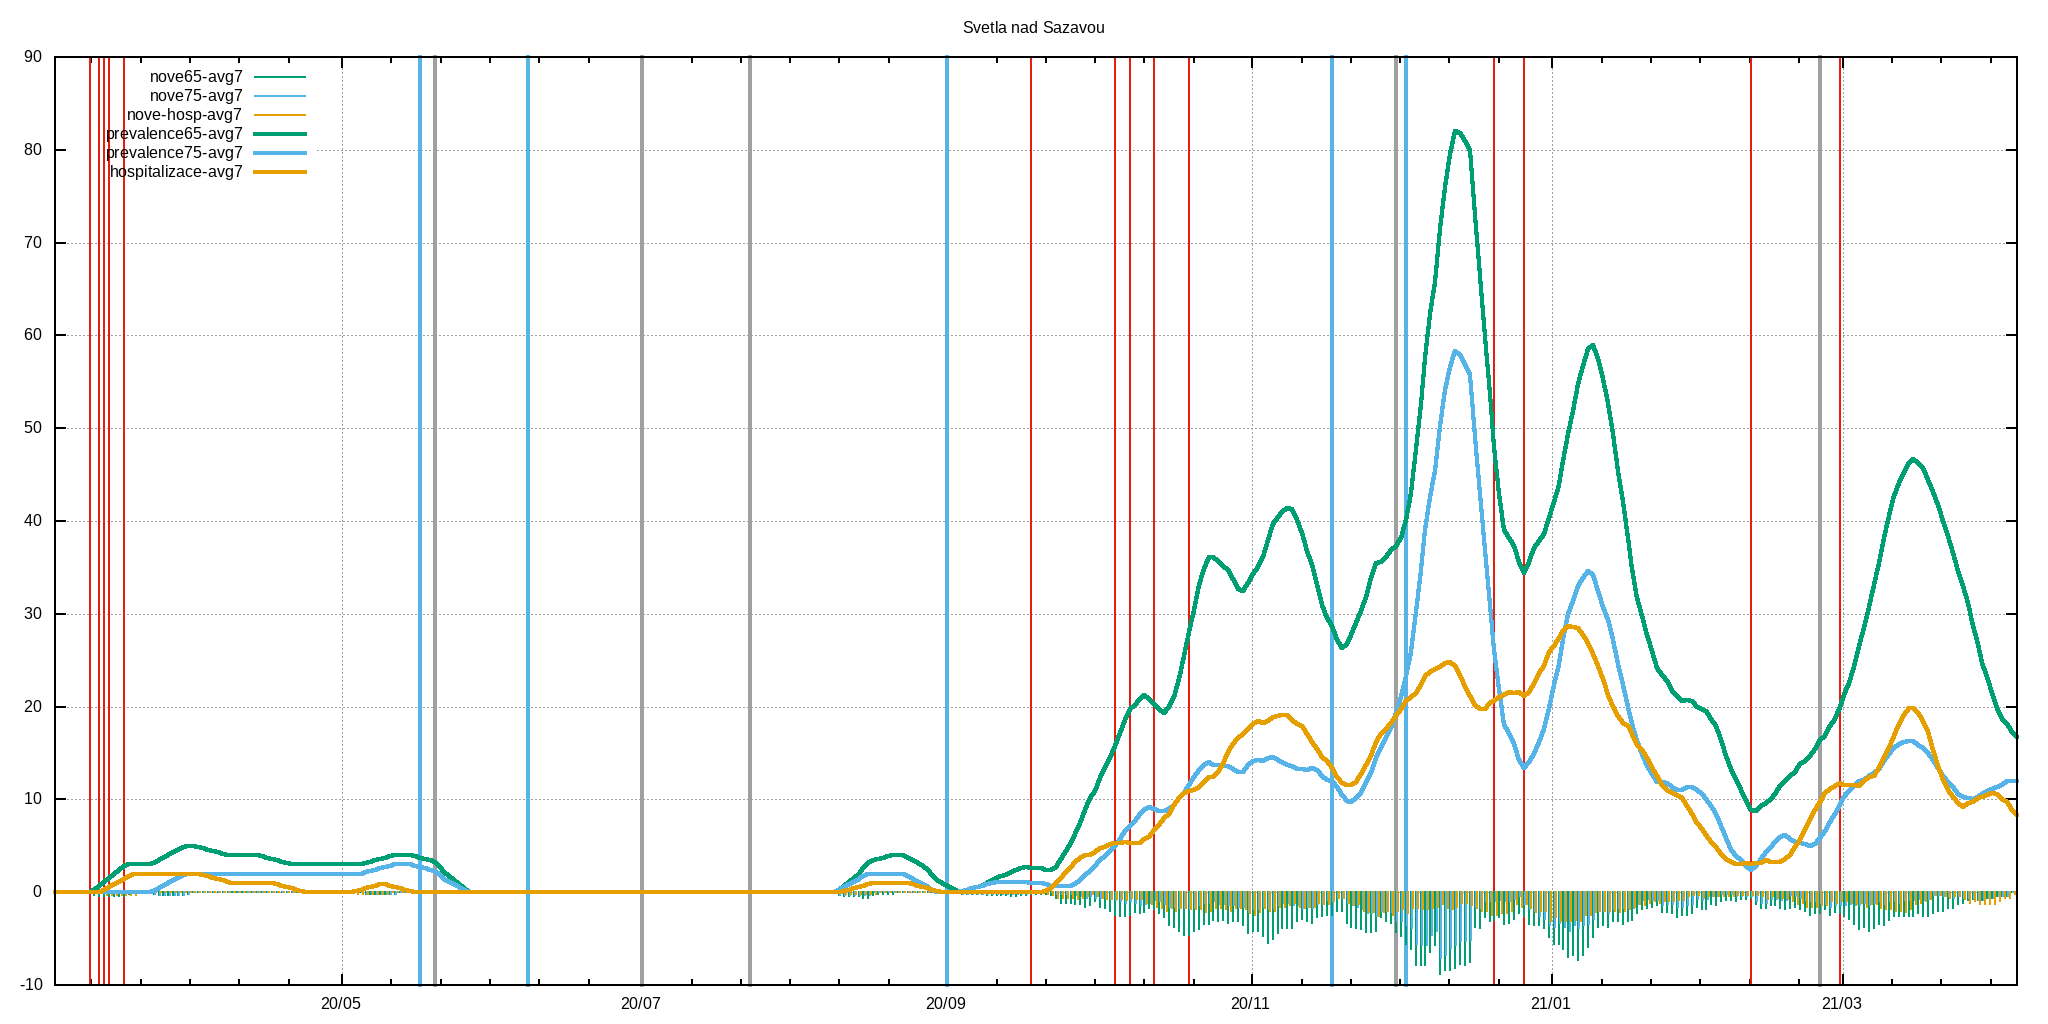 Svetla nad Sazavou
90
80
70
60
50
40
30
20
10
0
-10
nove65-avg7
nove75-avg7
nove-hosp-avg7
prevalence65-avg7
prevalence75-avg7
hospitalizace-avg7
20/05
20/07
20/09
20/11
21/01
21/03